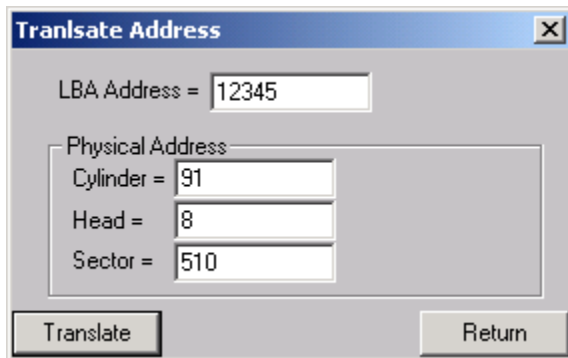 Tranlsate Address
LBA Address = 12345
Physical Address
Cylinder = 91
Head = 8
Sector = 510
Translate Return